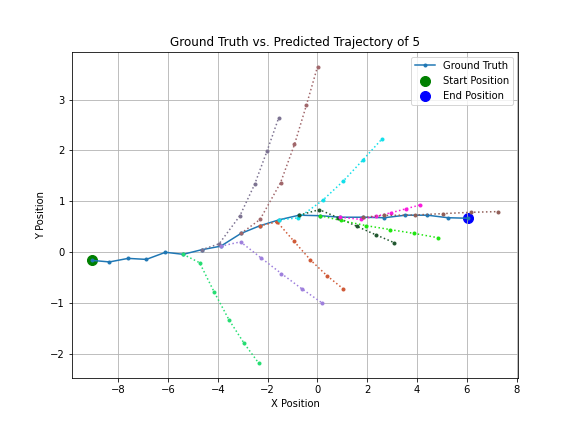 Ground Truth vs. Predicted Trajectory of 5
Ground Truth
Start Position
End Position
Y Position
3
2
1
0
−1
−2
−8
−6
−4
−2
0
2
4
6
8
X Position